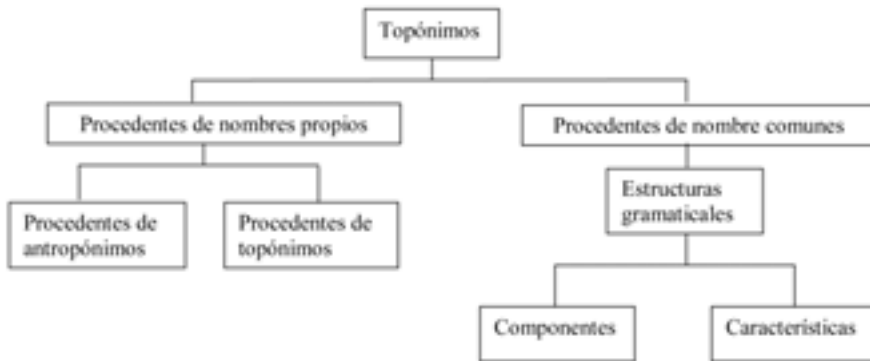 Topónimos
Procedentes de nombres propios
Procedentes de nombre comunes
Estructuras
gramaticales
Procedentes de
antropónimos
Procedentes de
topónimos
Componentes
Características